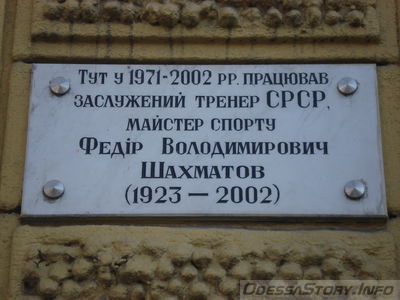 Тут у 1971-2002 рр. працював
заслужений тренер СРСР,
майстер спорту
Федір Володимирович
Шахматов
(1923 — 2002)
OdessaStory.Info